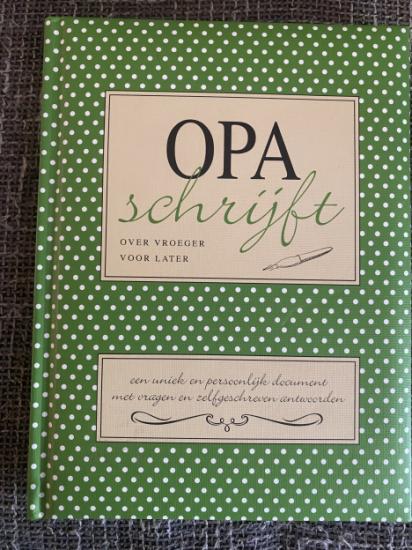 OPA
schrijft
OVER VROEGER
VOOR LATER
een uniek en persoonlijk document
met vragen en zelfgeschreven antwoorden